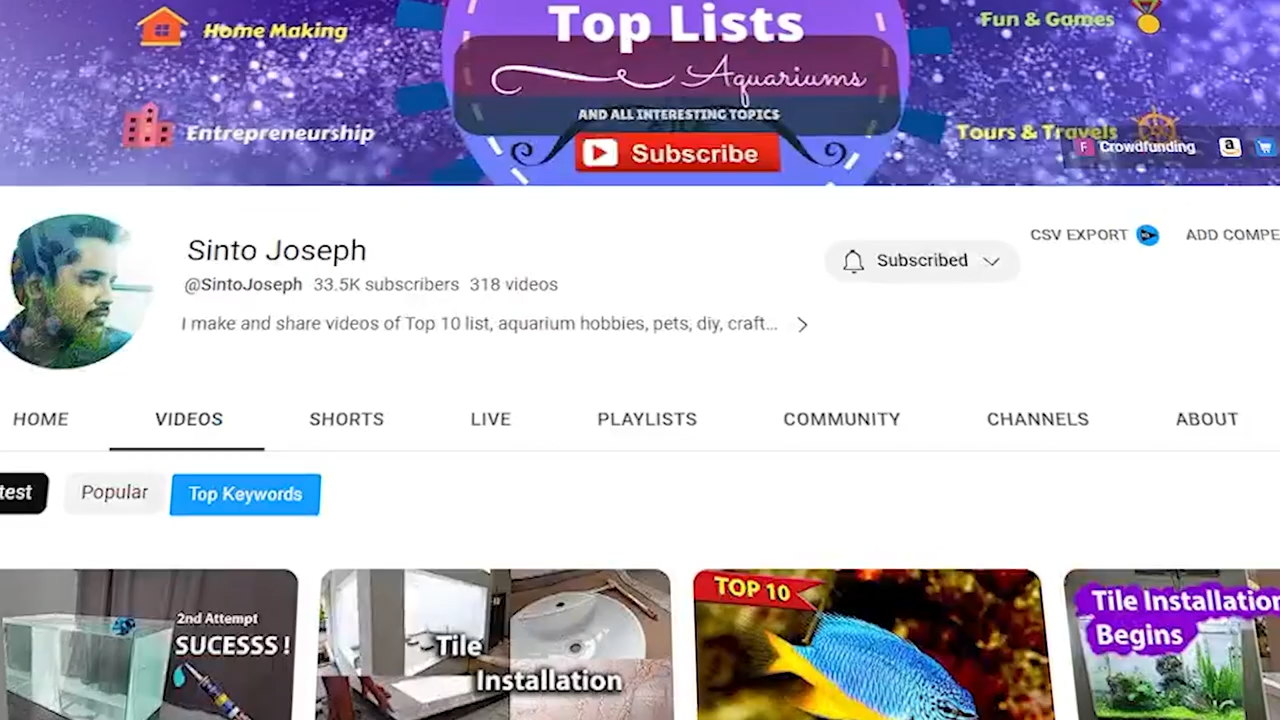 Home Making
Top Lists
Fun & Games
Aquariums
AND ALL INTERESTING TOPICS
Entrepreneurship
Subscribe
Tours & Travels
Crowdfunding
Sinto Joseph
@SintoJoseph 33.5K subscribers 318 videos
I make and share videos of Top 10 list, aquarium hobbies, pets, diy, craft...
Subscribed
CSV EXPORT
ADD COMPE
HOME VIDEOS SHORTS LIVE PLAYLISTS COMMUNITY CHANNELS ABOUT
test Popular Top Keywords
2nd Attempt
SUCESSS !
Tile
Installation
TOP 10
Tile Installation
Begins